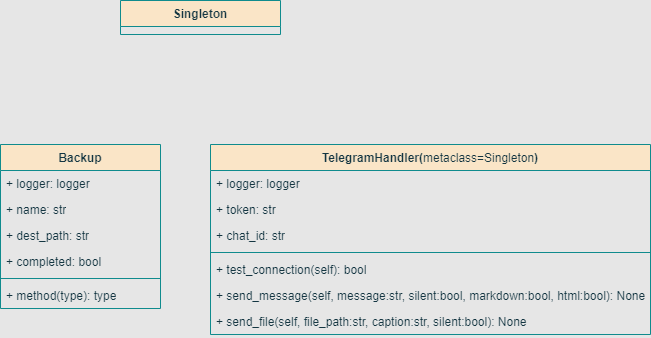 Singleton
Backup
+ logger: logger
+ name: str
+ dest_path: str
+ completed: bool
+ method(type): type
TelegramHandler(metaclass=Singleton)
+ logger: logger
+ token: str
+ chat_id: str
+ test_connection(self): bool
+ send_message(self, message:str, silent:bool, markdown:bool, html:bool): None
+ send_file(self, file_path:str, caption:str, silent:bool): None